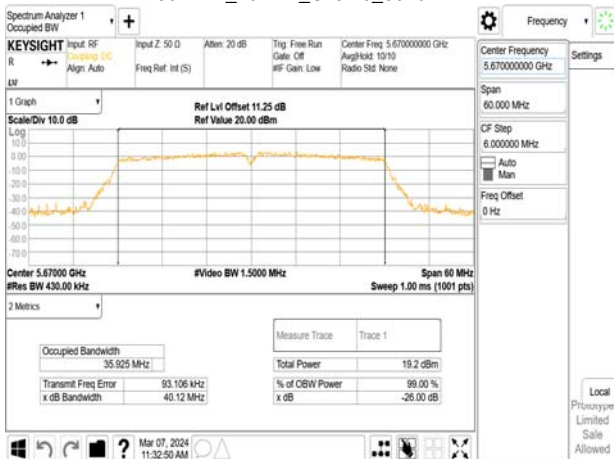 Spectrum Analyzer 1
Occupied BW
Frequency
KEYSIGHT
Input: RF
Coupling: DC
Align: Auto
Input Z: 50 Ω
Freq Ref: Int (S)
Atten: 20 dB
Trig: Free Run
Gate: Off
#IF Gain: Low
Center Freq: 5.670000000 GHz
Avg|Hold: 10/10
Radio Std: None
R
LXI
Center Frequency
5.670000000 GHz
Settings
Span
60.000 MHz
CF Step
6.000000 MHz
Auto
Man
Freq Offset
0 Hz
1 Graph
Scale/Div 10.0 dB
Ref Lvl Offset 11.25 dB
Ref Value 20.00 dBm
Log
10.0
0.00
-10.0
-20.0
-30.0
-40.0
-50.0
-60.0
-70.0
Center 5.67000 GHz
#Res BW 430.00 kHz
#Video BW 1.5000 MHz
Span 60 MHz
Sweep 1.00 ms (1001 pts)
2 Metrics
Measure Trace
Trace 1
Occupied Bandwidth
35.925 MHz
Total Power
19.2 dBm
Transmit Freq Error
93.106 kHz
% of OBW Power
99.00 %
x dB Bandwidth
40.12 MHz
x dB
-26.00 dB
Local
Prototype
Limited
Sale
Allowed
?
Mar 07, 2024
11:32:50 AM